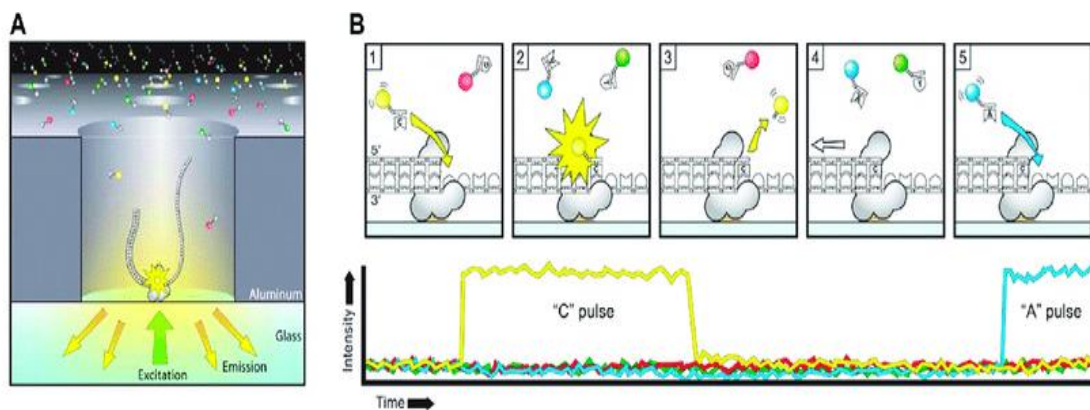 A
Aluminum
Glass
Excitation
Emission
B
1
2
3
4
5
C
A
5'
3'
C
C
C
Intensity
"C" pulse
"A" pulse
Time